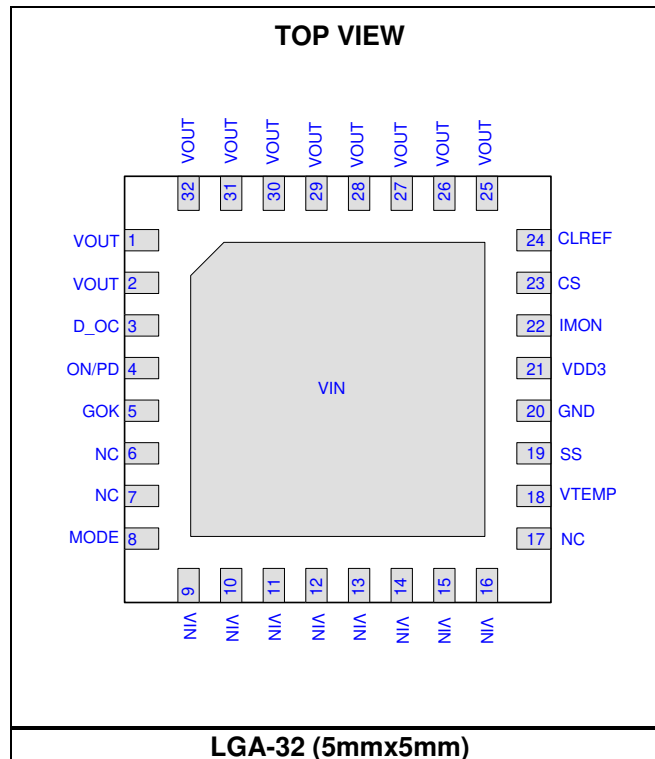 TOP VIEW
VOUT VOUT VOUT VOUT VOUT VOUT VOUT VOUT
32 31 30 29 28 27 26 25
VOUT 1
VOUT 2
D_OC 3
ON/PD 4
GOK 5
NC 6
NC 7
MODE 8
VIN
24 CLREF
23 CS
22 IMON
21 VDD3
20 GND
19 SS
18 VTEMP
17 NC
9 10 11 12 13 14 15 16
VIN VIN VIN VIN VIN VIN VIN VIN
LGA-32 (5mmx5mm)